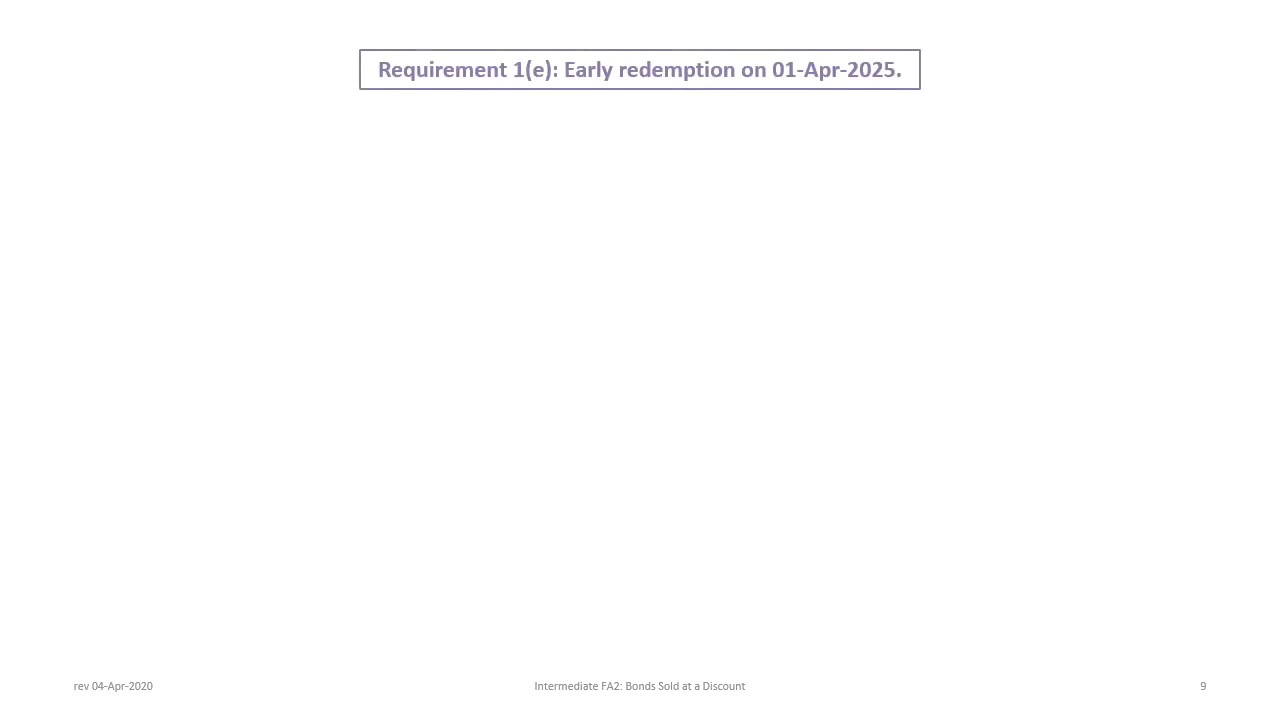 Requirement 1(e): Early redemption on 01-Apr-2025.
rev 04-Apr-2020
Intermediate FA2: Bonds Sold at a Discount
9